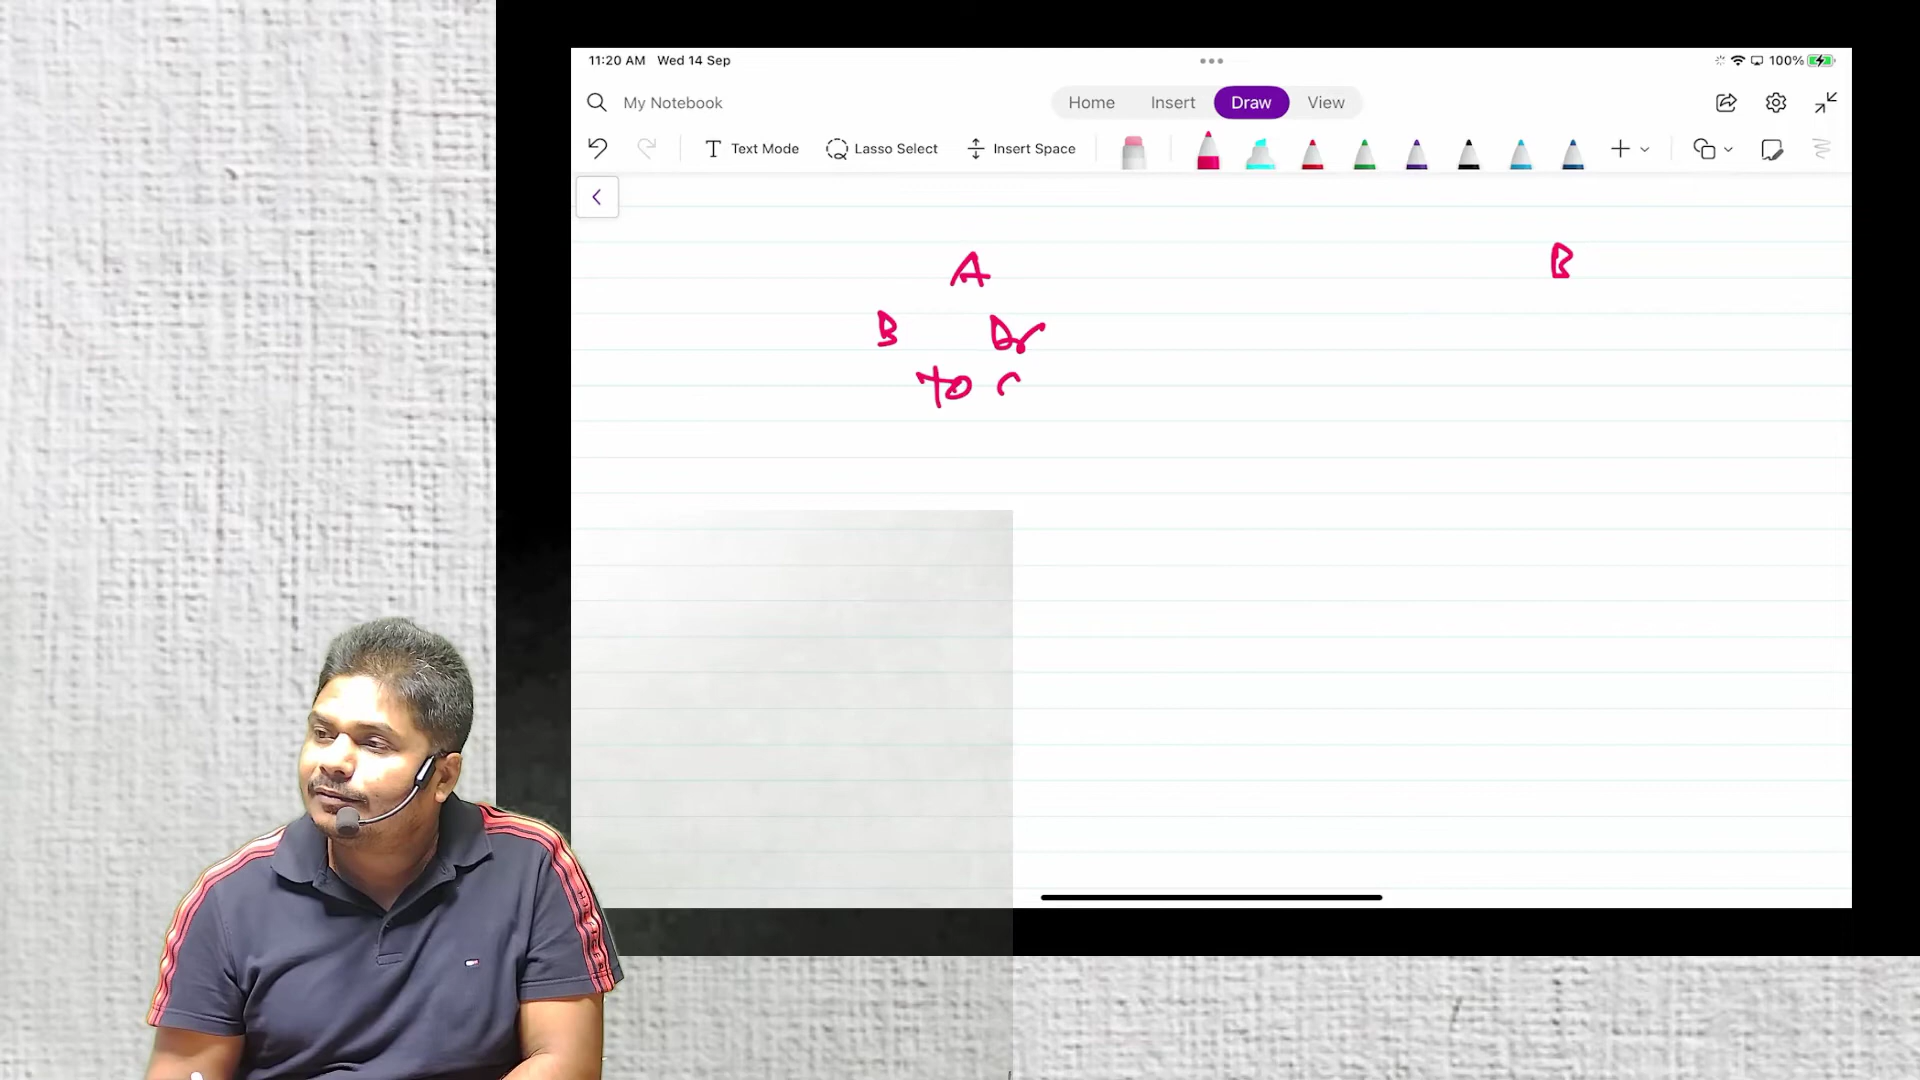 11:20 AM Wed 14 Sep
100%
My Notebook
Home Insert Draw View
Text Mode Lasso Select Insert Space
A B
B Dr
to